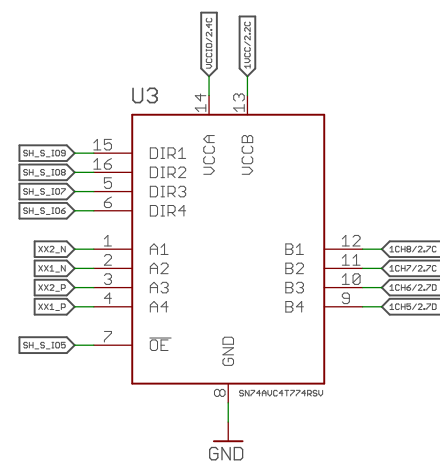 VCCIO/2.4C
1VCC/2.2C
U3
14
13
VCCA
VCCB
SH_S_IO9 15 DIR1
SH_S_IO8 16 DIR2
SH_S_IO7 5 DIR3
SH_S_IO6 6 DIR4
XX2_N 1 A1 B1 12 1CH8/2.7C
XX1_N 2 A2 B2 11 1CH7/2.7C
XX2_P 3 A3 B3 10 1CH6/2.7D
XX1_P 4 A4 B4 9 1CH5/2.7D
SH_S_IO5 7 OE
GND
8
SN74AVC4T774RSV
GND